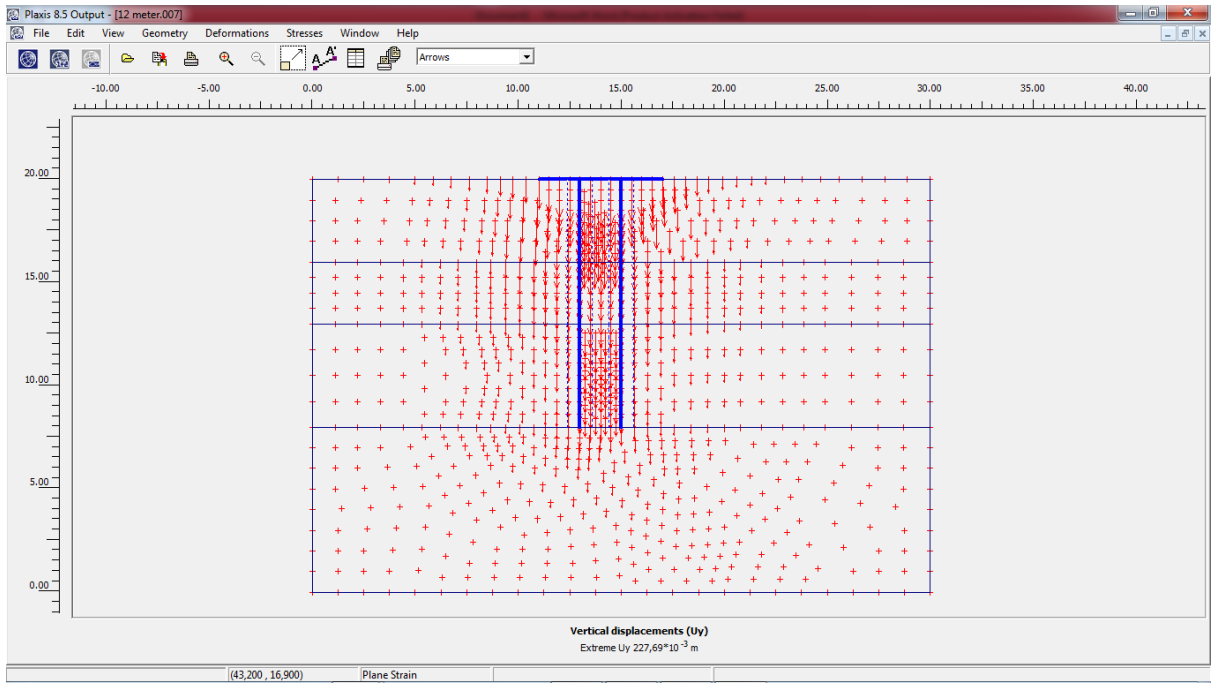 Plaxis 8.5 Output - [12 meter.007]
File Edit View Geometry Deformations Stresses Window Help
A A' Arrows
-10.00 -5.00 0.00 5.00 10.00 15.00 20.00 25.00 30.00 35.00 40.00
20.00
15.00
10.00
5.00
0.00
Vertical displacements (Uy)
Extreme Uy 227,69*10⁻³ m
(43,200 , 16,900) Plane Strain